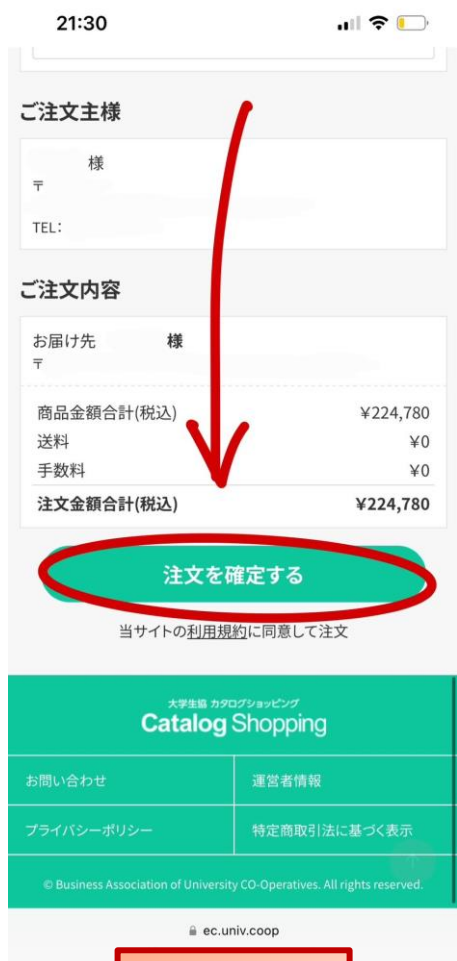 21:30
ご注文主様
様
〒
TEL:
ご注文内容
お届け先 様
〒
商品金額合計(税込) ¥224,780
送料 ¥0
手数料 ¥0
注文金額合計(税込) ¥224,780
注文を確定する
当サイトの利用規約に同意して注文
大学生協 カタログショッピング
Catalog Shopping
お問い合わせ 運営者情報
プライバシーポリシー 特定商取引法に基づく表示
© Business Association of University CO-Operatives. All rights reserved.
ec.univ.coop